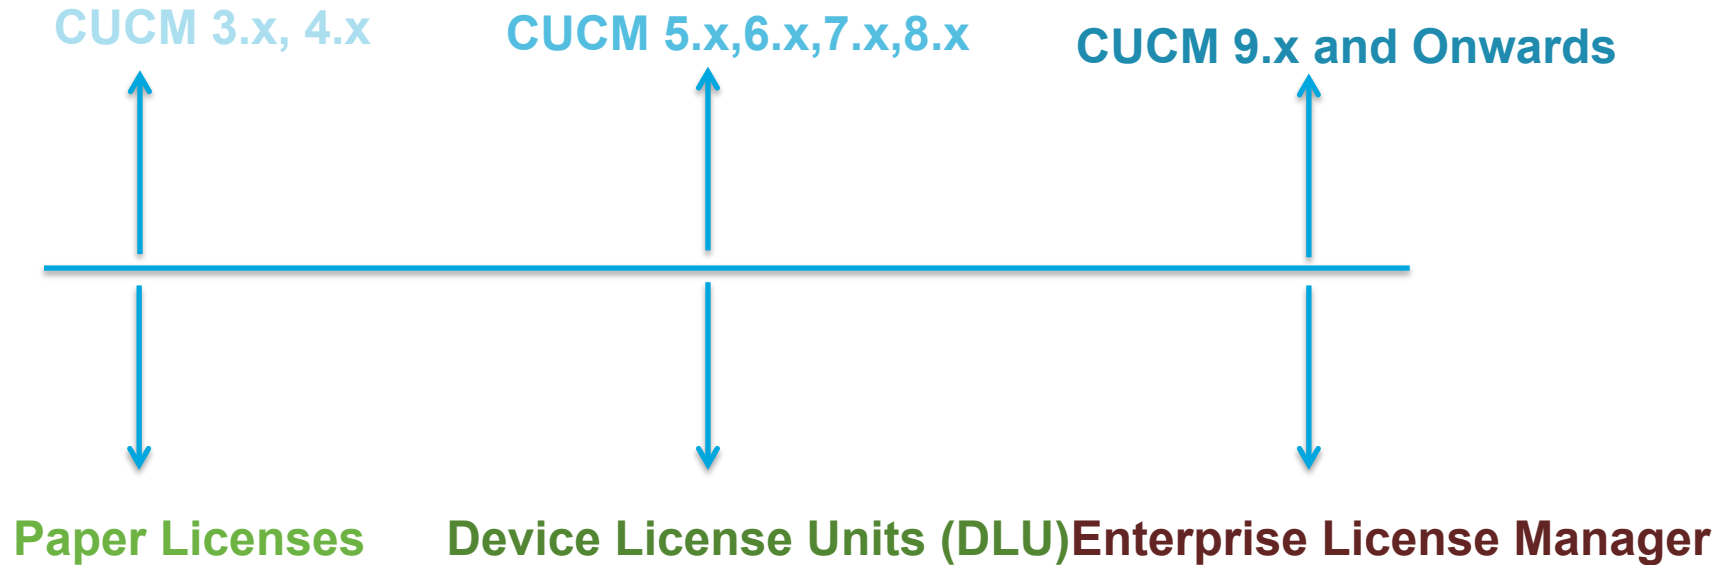 CUCM 3.x, 4.x
CUCM 5.x,6.x,7.x,8.x
CUCM 9.x and Onwards
Paper Licenses
Device License Units (DLU)
Enterprise License Manager